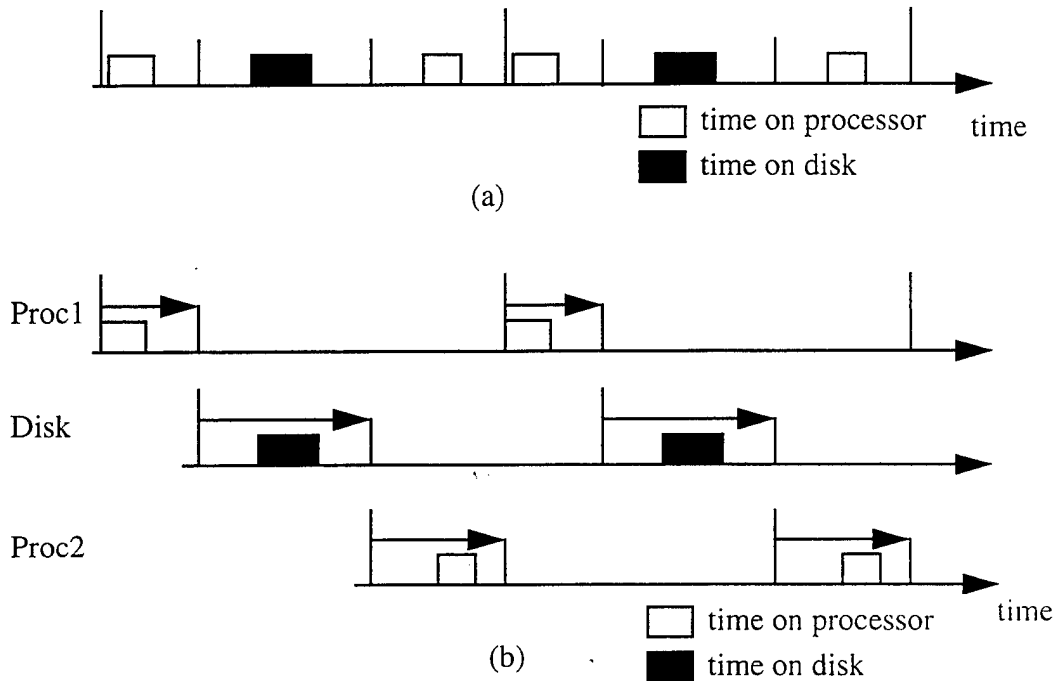 time on processor
time
time on disk
(a)
Proc1
Disk
Proc2
time
time on processor
time on disk
(b)